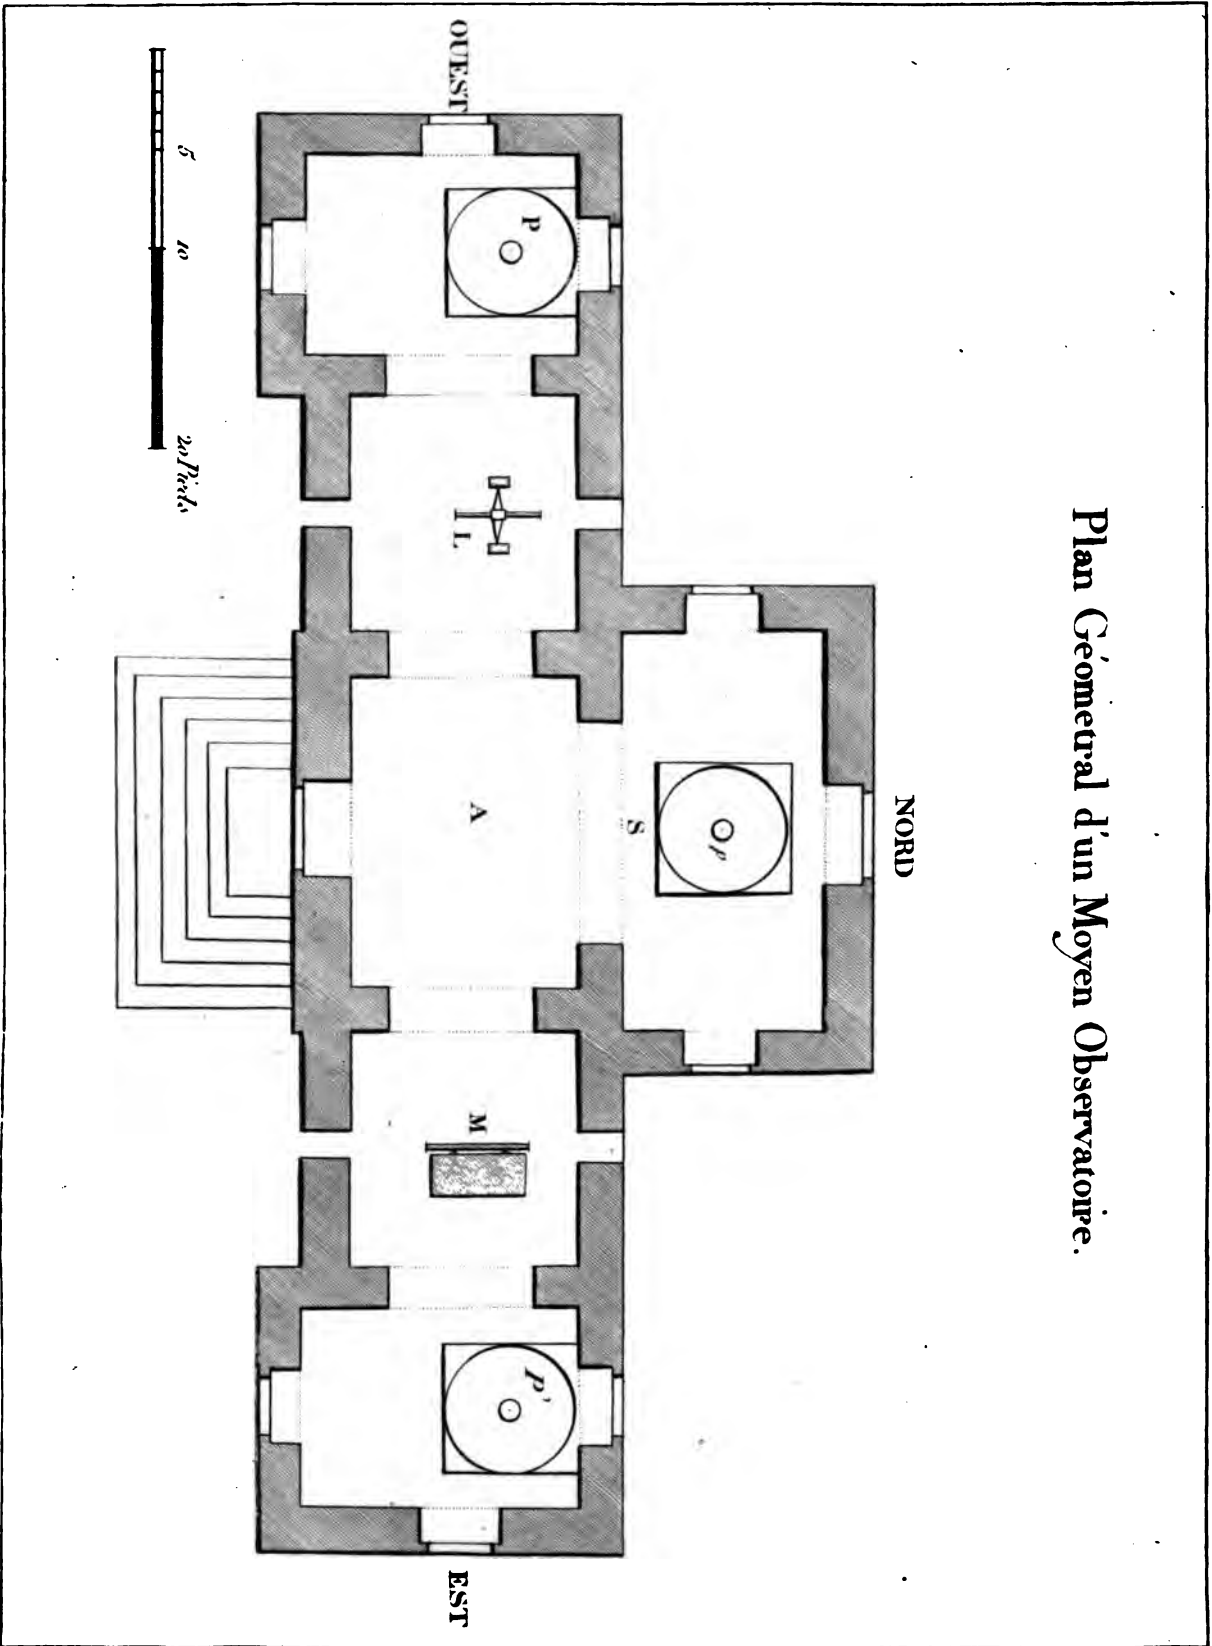 Plan Géometral d'un Moyen Observatoire.
NORD
OUEST
EST
P
p
P'
S
L
A
M
5
10
20 Pieds